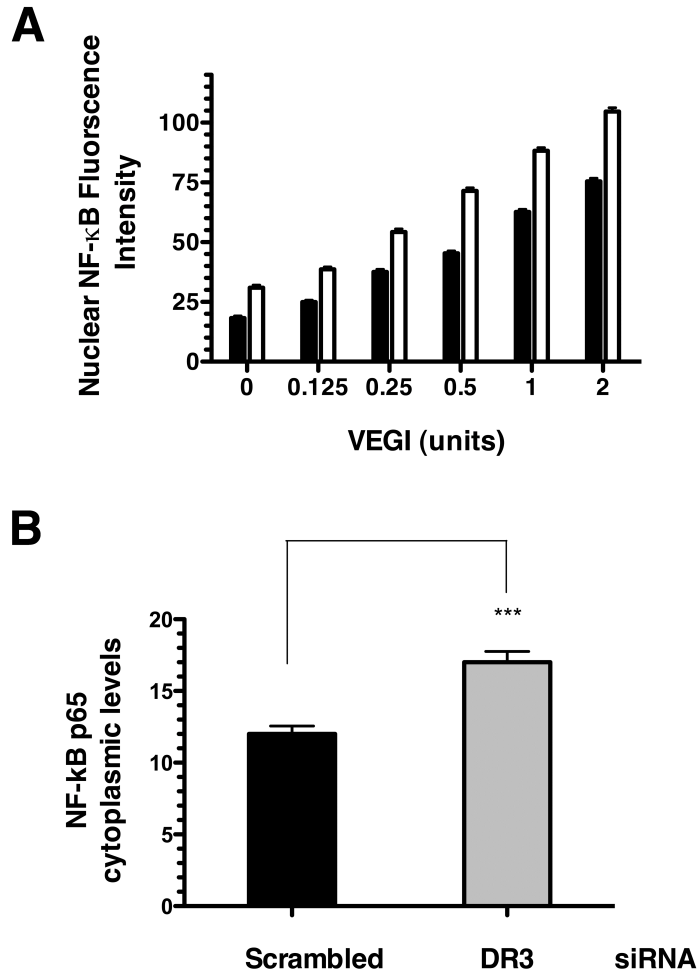 A
Nuclear NF-κB Fluorscence
Intensity
100
75
50
25
0
0 0.125 0.25 0.5 1 2
VEGI (units)
B
***
NF-kB p65
cytoplasmic levels
20
15
10
5
0
Scrambled DR3 siRNA